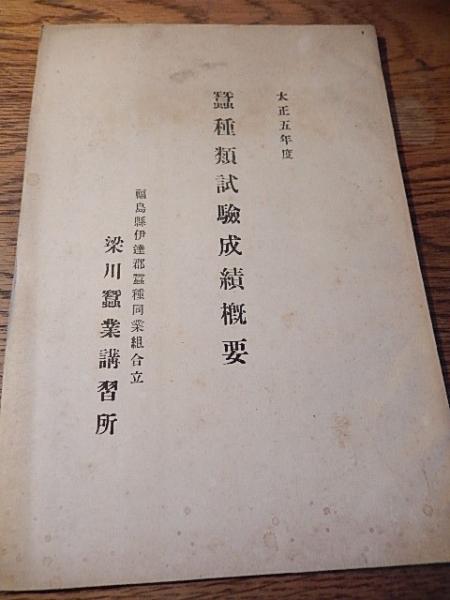 大正五年度
蠶種類試驗成績概要
福島縣伊達郡蠶種同業組合立
梁川蠶業講習所